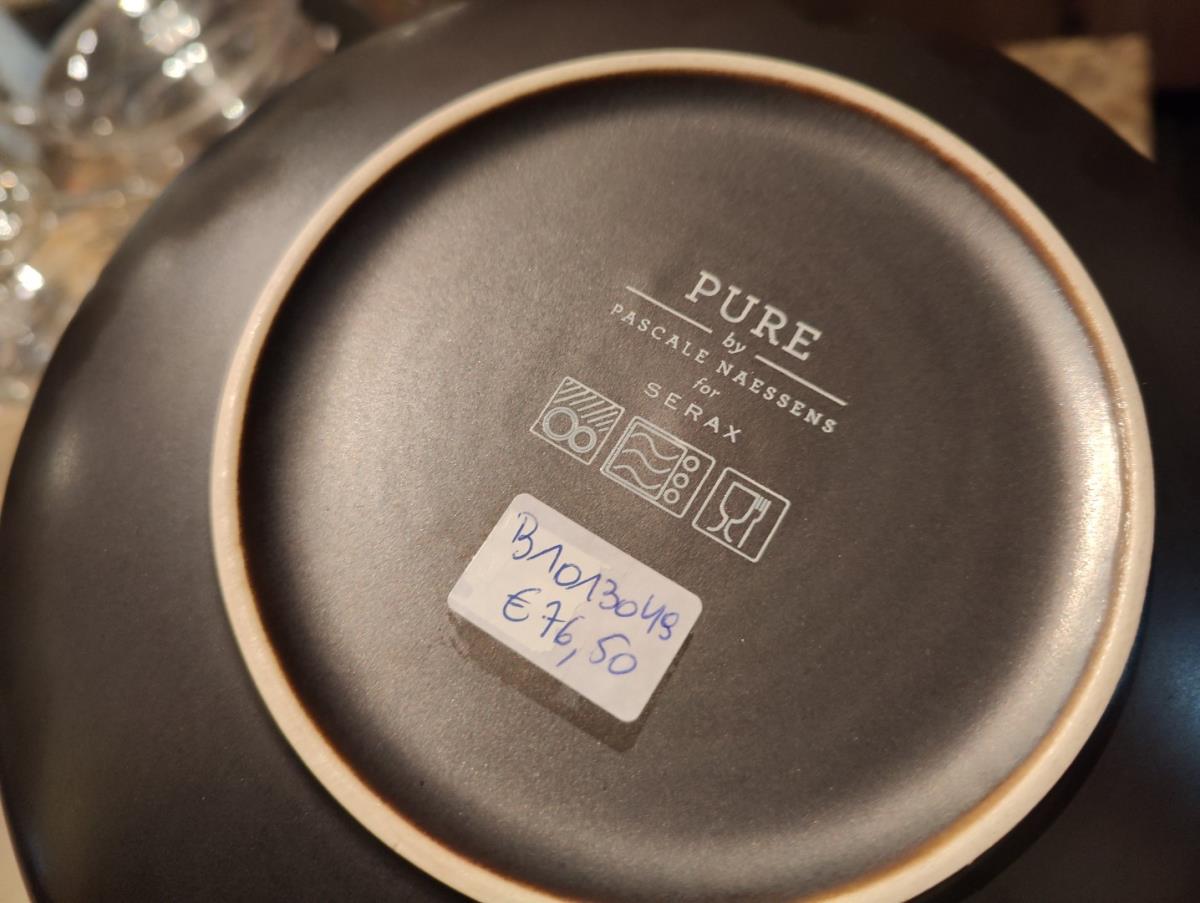 PURE
by
PASCALE NAESSENS
for
SERAX
B1013049
€76,50